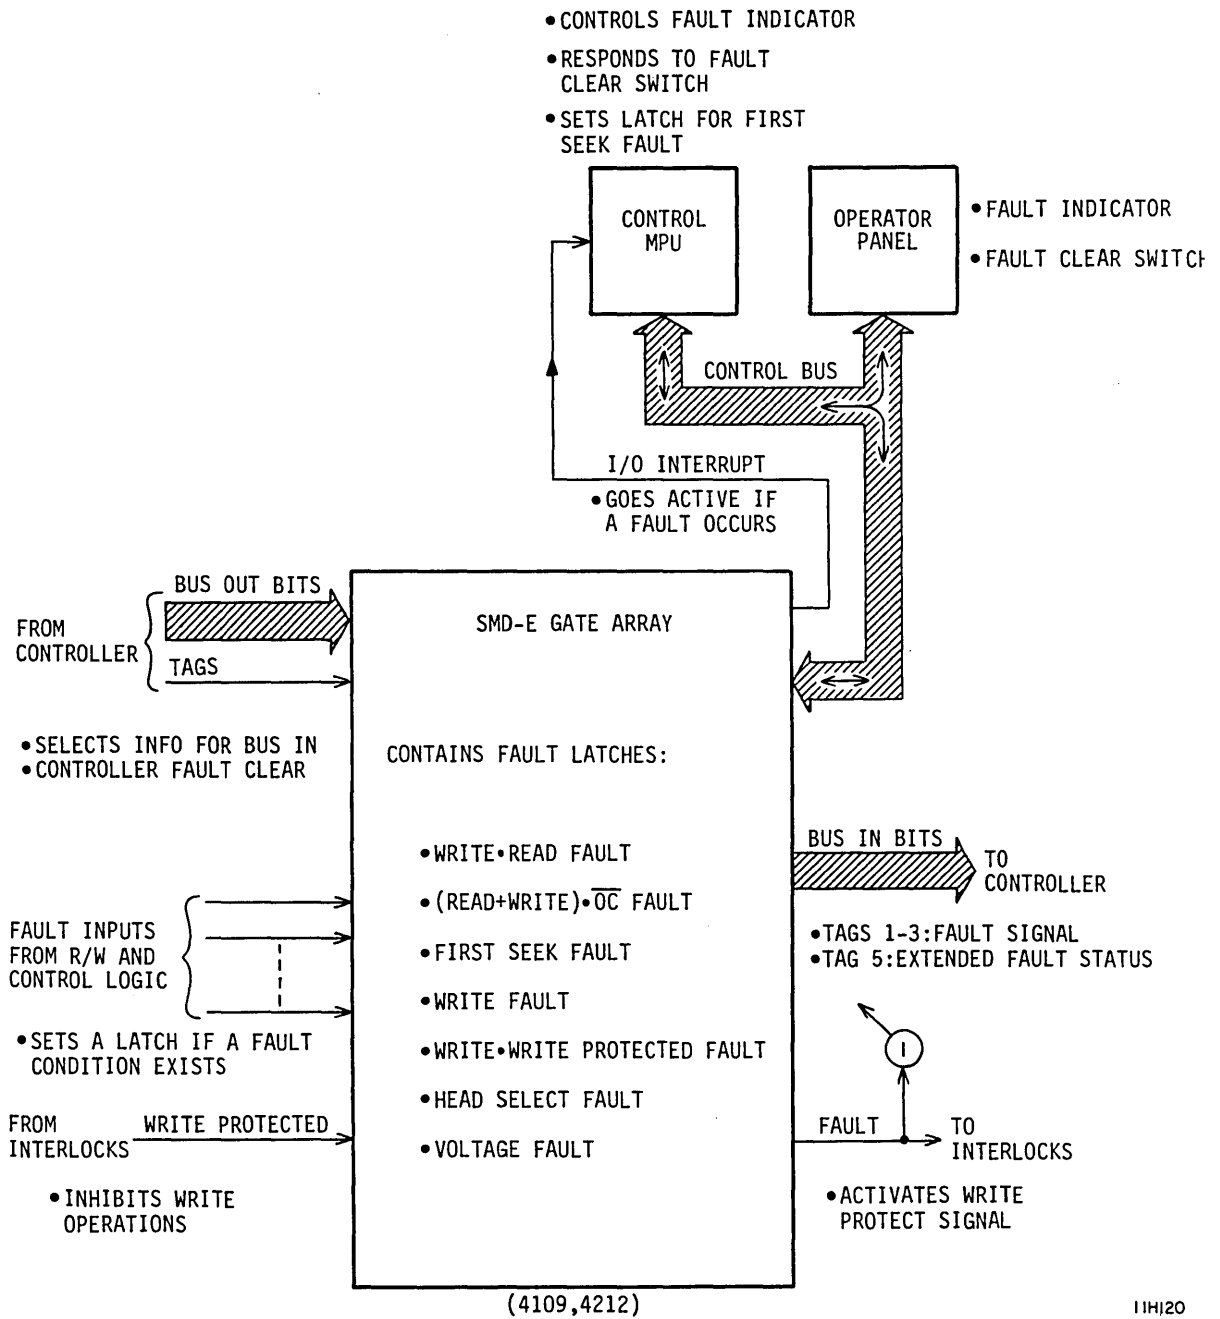 •CONTROLS FAULT INDICATOR
•RESPONDS TO FAULT
CLEAR SWITCH
•SETS LATCH FOR FIRST
SEEK FAULT
CONTROL
MPU
OPERATOR
PANEL
•FAULT INDICATOR
•FAULT CLEAR SWITCH
CONTROL BUS
I/O INTERRUPT
•GOES ACTIVE IF
A FAULT OCCURS
BUS OUT BITS
FROM
CONTROLLER
TAGS
•SELECTS INFO FOR BUS IN
•CONTROLLER FAULT CLEAR
SMD-E GATE ARRAY
CONTAINS FAULT LATCHES:
•WRITE•READ FAULT
•(READ+WRITE)•O̅C̅ FAULT
•FIRST SEEK FAULT
•WRITE FAULT
•WRITE•WRITE PROTECTED FAULT
•HEAD SELECT FAULT
•VOLTAGE FAULT
FAULT INPUTS
FROM R/W AND
CONTROL LOGIC
•SETS A LATCH IF A FAULT
CONDITION EXISTS
FROM
INTERLOCKS
WRITE PROTECTED
•INHIBITS WRITE
OPERATIONS
BUS IN BITS
TO
CONTROLLER
•TAGS 1-3:FAULT SIGNAL
•TAG 5:EXTENDED FAULT STATUS
I
FAULT
TO
INTERLOCKS
•ACTIVATES WRITE
PROTECT SIGNAL
(4109,4212)
11H120